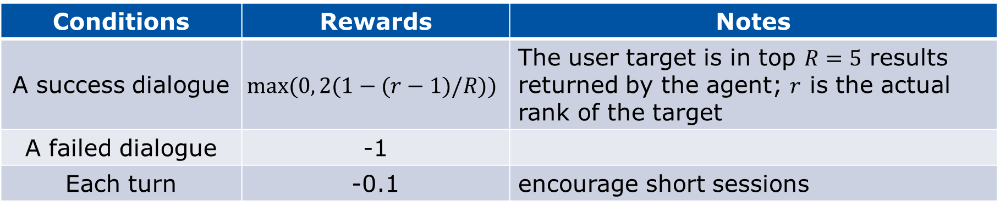 Conditions Rewards Notes
A success dialogue max(0, 2(1 − (r − 1)/R)) The user target is in top R = 5 results
returned by the agent; r is the actual
rank of the target
A failed dialogue -1
Each turn -0.1 encourage short sessions